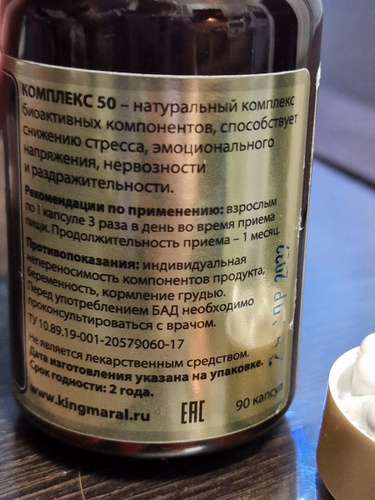 КОМПЛЕКС 50 – натуральный комплекс
биоактивных компонентов, способствует
снижению стресса, эмоционального
напряжения, нервозности
и раздражительности.
Рекомендации по применению: взрослым
по 1 капсуле 3 раза в день во время приема
пищи. Продолжительность приема – 1 месяц.
Противопоказания: индивидуальная
непереносимость компонентов продукта,
беременность, кормление грудью.
Перед употреблением БАД необходимо
проконсультироваться с врачом.
ТУ 10.89.19-001-20579060-17
Не является лекарственным средством.
Дата изготовления указана на упаковке.
Срок годности: 2 года.
www.kingmaral.ru
EAC
90 капсул
АПР 2022